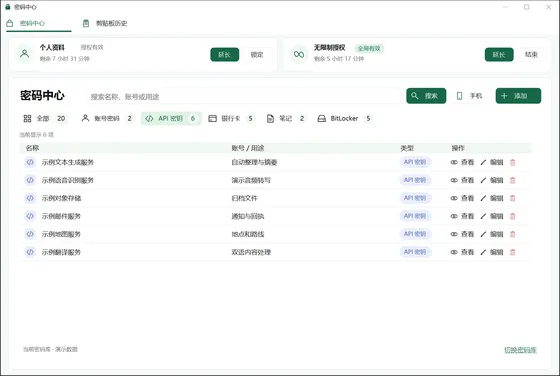 密码中心
密码中心 剪贴板历史
个人资料 授权有效
剩余 7 小时 31 分钟
延长 锁定
无限制授权 全局有效
剩余 5 小时 17 分钟
延长 结束
密码中心 搜索名称、账号或用途 搜索 手机 + 添加
全部 20 账号密码 2 API 密钥 6 银行卡 5 笔记 2 BitLocker 5
当前显示 6 项
名称 账号 / 用途 类型 操作
示例文本生成服务 自动整理与摘要 API 密钥 查看 编辑
示例语音识别服务 演示音频转写 API 密钥 查看 编辑
示例对象存储 归档文件 API 密钥 查看 编辑
示例邮件服务 通知与回执 API 密钥 查看 编辑
示例地图服务 地点和路线 API 密钥 查看 编辑
示例翻译服务 双语内容处理 API 密钥 查看 编辑
当前密码库 · 演示数据 切换密码库